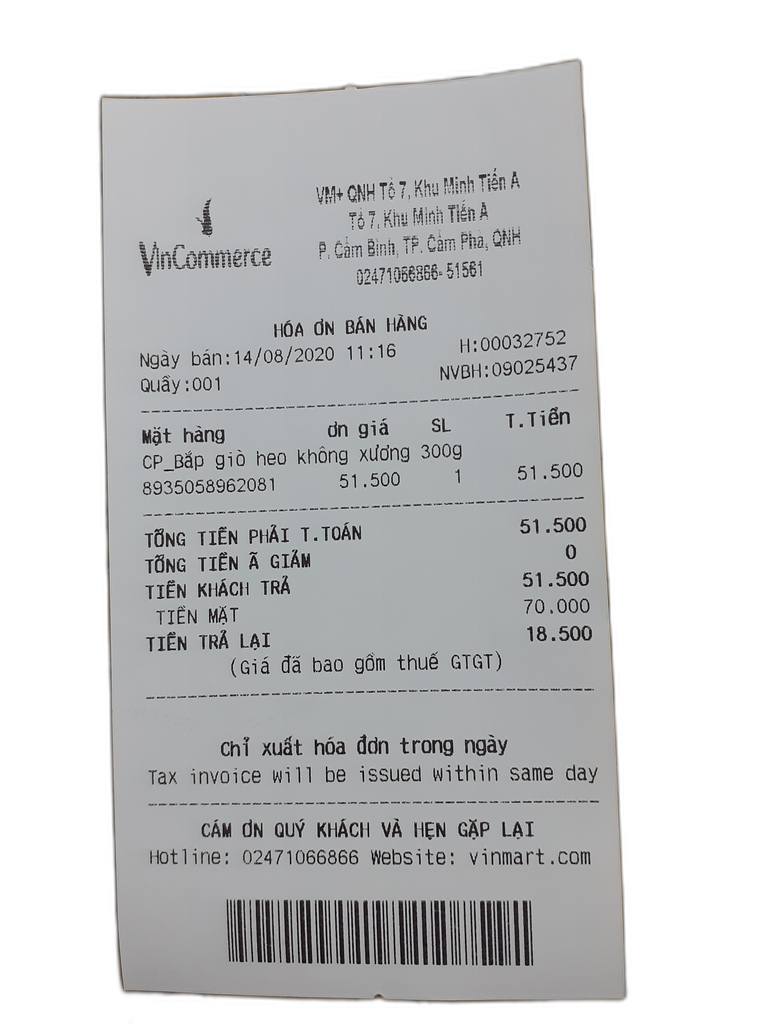 VinCommerce
VM+ QNH Tổ 7, Khu Minh Tiến A
Tổ 7, Khu Minh Tiến A
P. Cẩm Bình, TP. Cẩm Phả, QNH
02471066866-51561
HÓA ƠN BÁN HÀNG
Ngày bán:14/08/2020 11:16 H:00032752
Quầy:001 NVBH:09025437
Mặt hàng ơn giá SL T.Tiền
CP_Bắp giò heo không xương 300g
8935058962081 51.500 1 51.500
TỔNG TIỀN PHẢI T.TOÁN 51.500
TỔNG TIỀN Ã GIẢM 0
TIỀN KHÁCH TRẢ 51.500
TIỀN MẶT 70.000
TIỀN TRẢ LẠI 18.500
(Giá đã bao gồm thuế GTGT)
Chỉ xuất hóa đơn trong ngày
Tax invoice will be issued within same day
CÁM ƠN QUÝ KHÁCH VÀ HẸN GẶP LẠI
Hotline: 02471066866 Website: vinmart.com